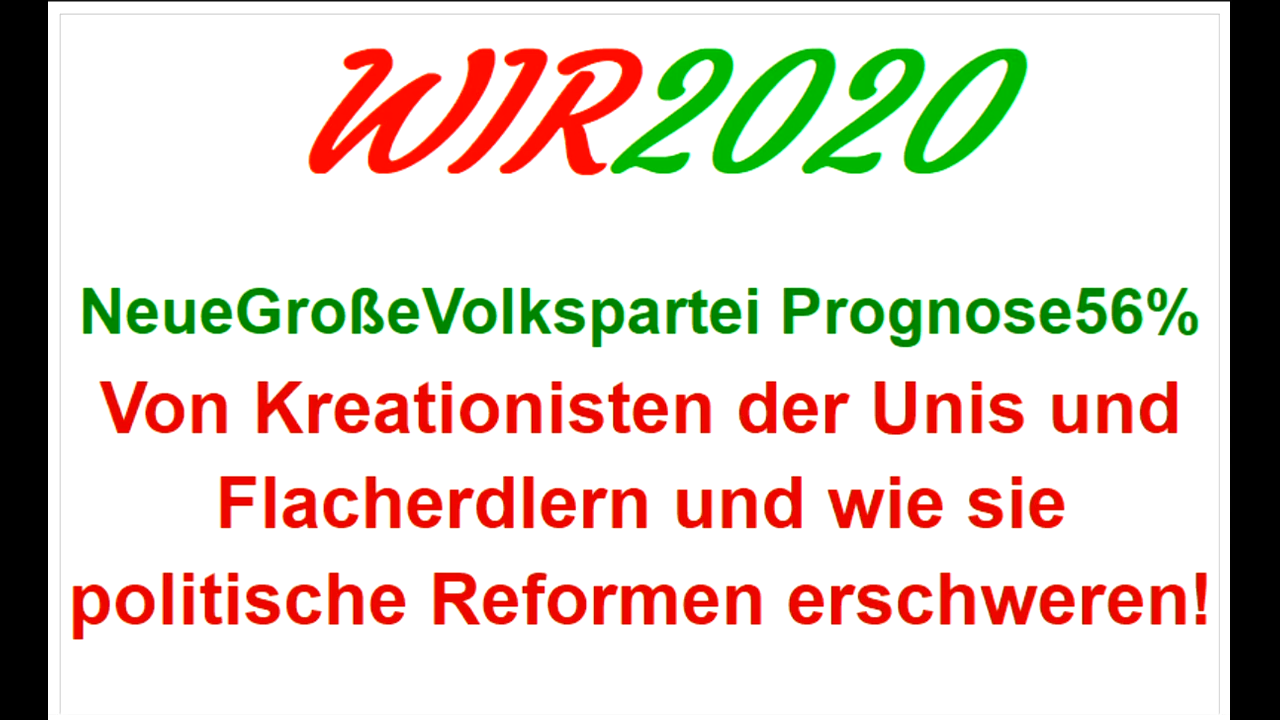 WIR2020
NeueGroßeVolkspartei Prognose56%
Von Kreationisten der Unis und
Flacherdlern und wie sie
politische Reformen erschweren!